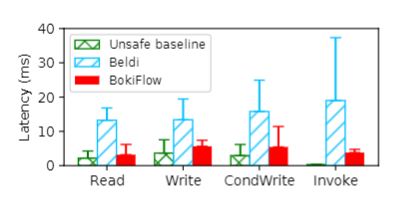 40
30
20
10
0
Latency (ms)
Unsafe baseline
Beldi
BokiFlow
Read Write CondWrite Invoke